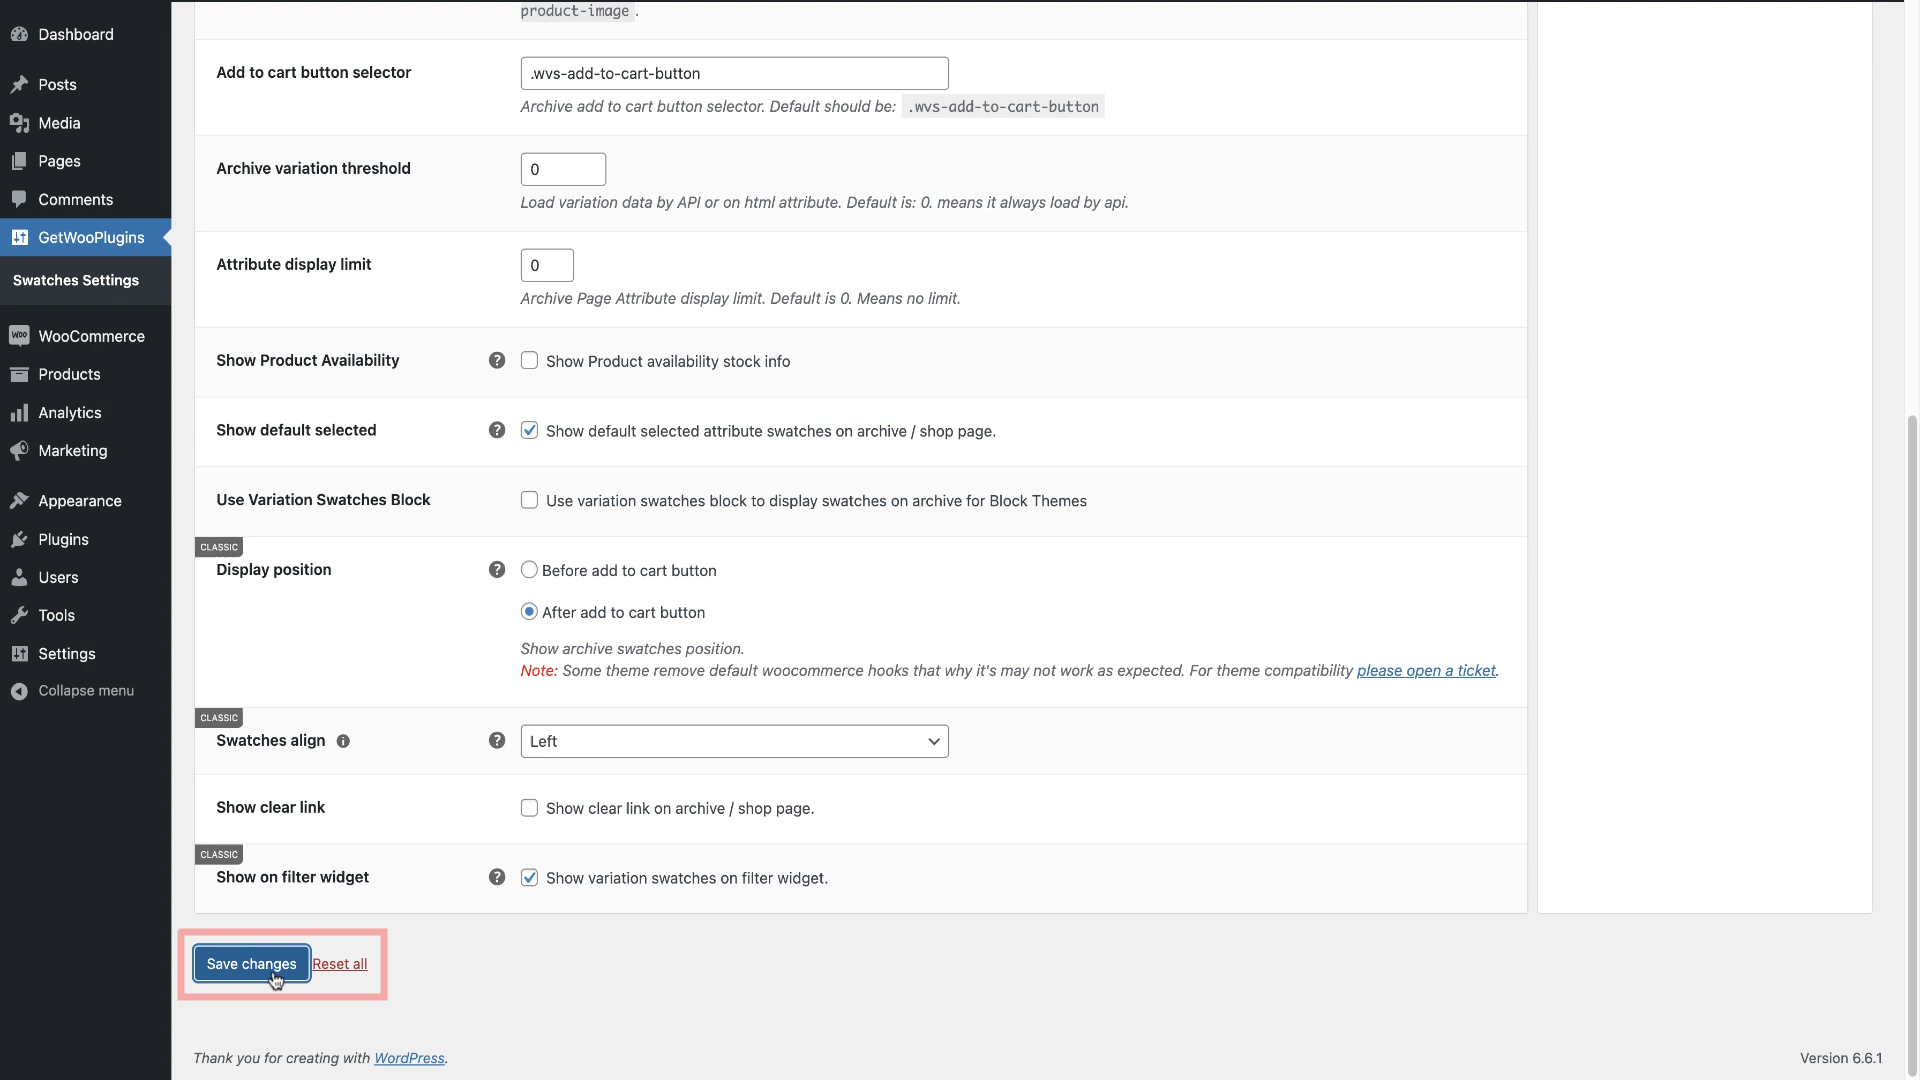 product-image .
Dashboard
Posts
Media
Pages
Comments
GetWooPlugins
Swatches Settings
Woo WooCommerce
Products
Analytics
Marketing
Appearance
Plugins
Users
Tools
Settings
Collapse menu
Add to cart button selector
.wvs-add-to-cart-button
Archive add to cart button selector. Default should be: .wvs-add-to-cart-button
Archive variation threshold
0
Load variation data by API or on html attribute. Default is: 0. means it always load by api.
Attribute display limit
0
Archive Page Attribute display limit. Default is 0. Means no limit.
Show Product Availability ? Show Product availability stock info
Show default selected ? Show default selected attribute swatches on archive / shop page.
Use Variation Swatches Block Use variation swatches block to display swatches on archive for Block Themes
CLASSIC
Display position ? Before add to cart button
After add to cart button
Show archive swatches position.
Note: Some theme remove default woocommerce hooks that why it's may not work as expected. For theme compatibility please open a ticket.
CLASSIC
Swatches align i ? Left
Show clear link Show clear link on archive / shop page.
CLASSIC
Show on filter widget ? Show variation swatches on filter widget.
Save changes Reset all
Thank you for creating with WordPress.
Version 6.6.1